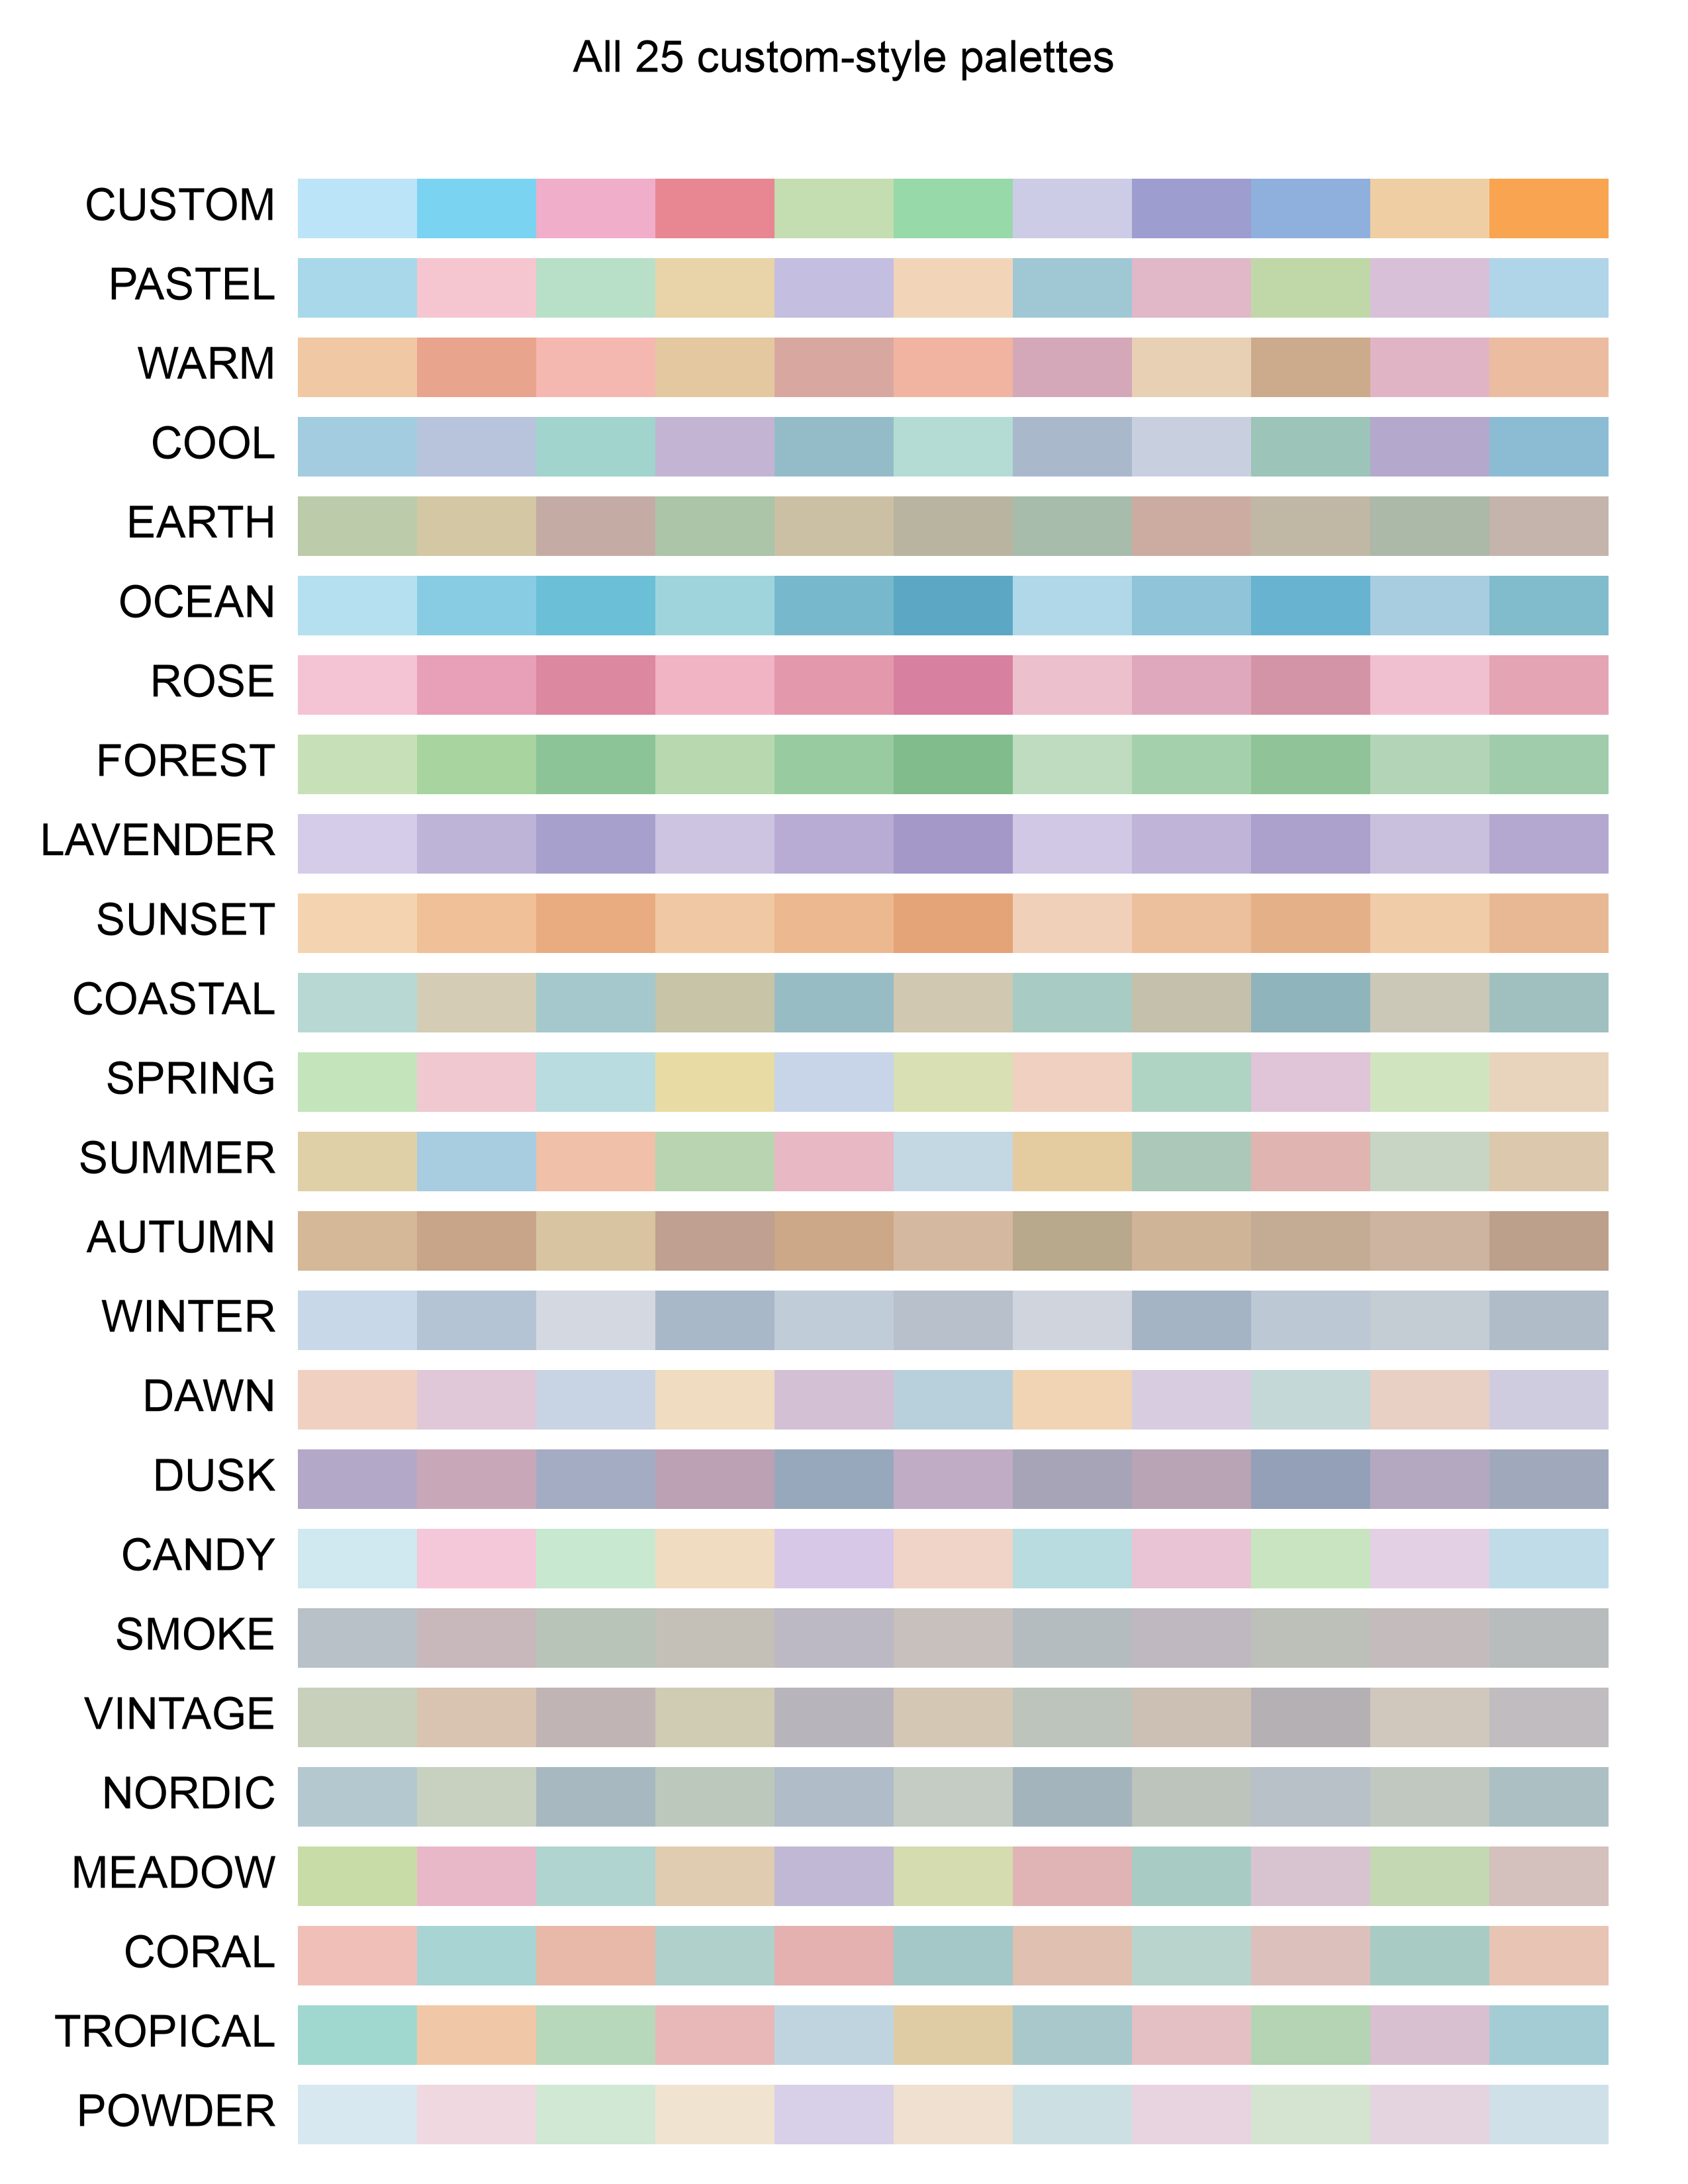 All 25 custom-style palettes
CUSTOM
PASTEL
WARM
COOL
EARTH
OCEAN
ROSE
FOREST
LAVENDER
SUNSET
COASTAL
SPRING
SUMMER
AUTUMN
WINTER
DAWN
DUSK
CANDY
SMOKE
VINTAGE
NORDIC
MEADOW
CORAL
TROPICAL
POWDER